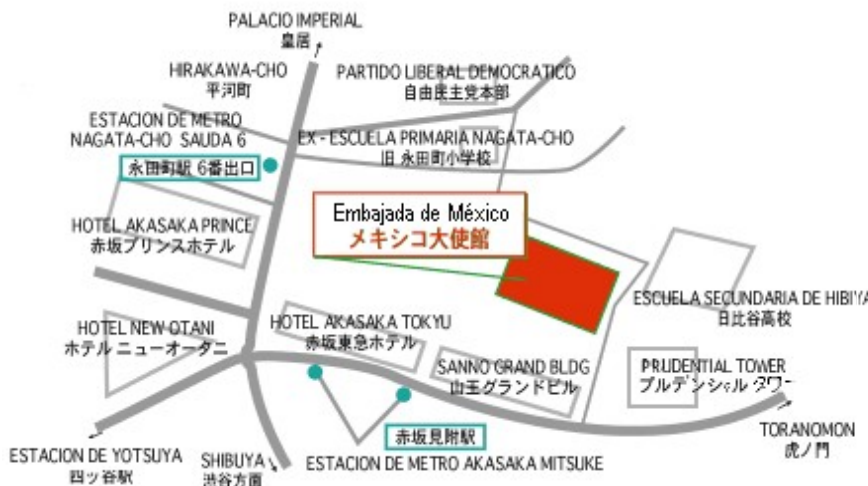 PALACIO IMPERIAL
皇居
HIRAKAWA-CHO
平河町
PARTIDO LIBERAL DEMOCRATICO
自由民主党本部
ESTACION DE METRO
NAGATA-CHO SAUDA 6
永田町駅 6番出口
EX - ESCUELA PRIMARIA NAGATA-CHO
旧 永田町小学校
Embajada de México
メキシコ大使館
HOTEL AKASAKA PRINCE
赤坂プリンスホテル
ESCUELA SECUNDARIA DE HIBIYA
日比谷高校
HOTEL NEW OTANI
ホテル ニューオータニ
HOTEL AKASAKA TOKYU
赤坂東急ホテル
SANNO GRAND BLDG
山王グランドビル
PRUDENTIAL TOWER
プルデンシャル タワー
赤坂見附駅
ESTACION DE METRO AKASAKA MITSUKE
TORANOMON
虎ノ門
ESTACION DE YOTSUYA
四ッ谷駅
SHIBUYA
渋谷方面